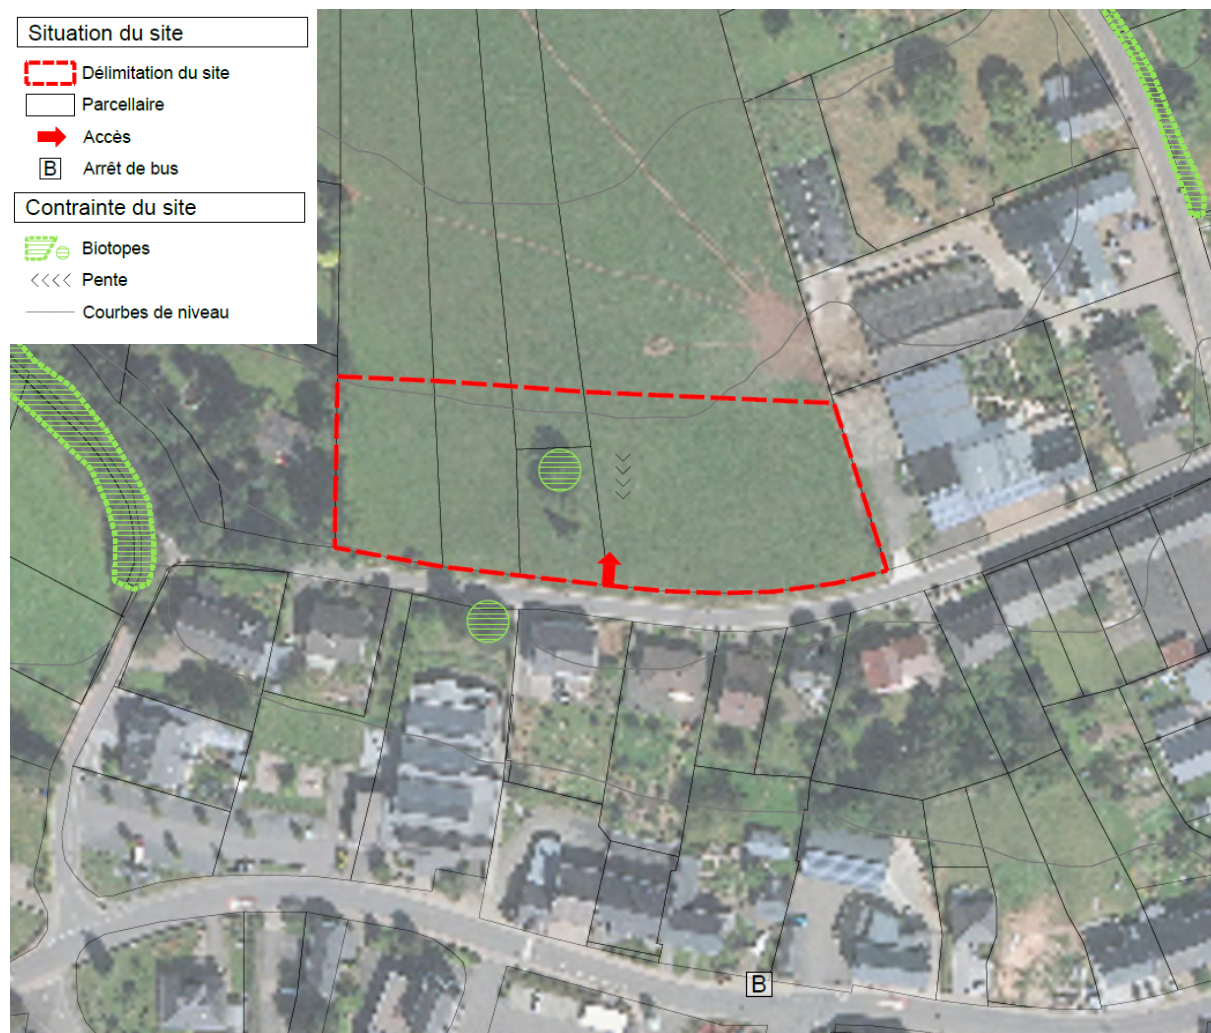 Situation du site
Délimitation du site
Parcellaire
Accès
B Arrêt de bus
Contrainte du site
Biotopes
Pente
Courbes de niveau
B